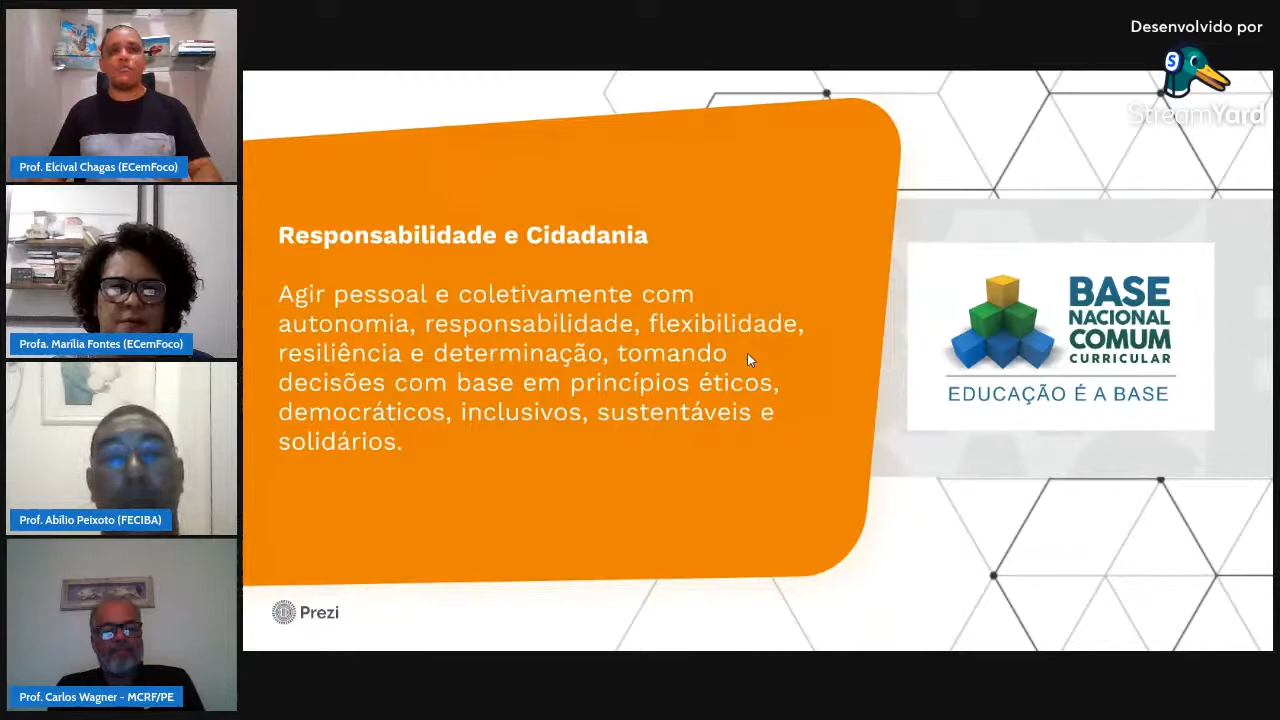 Desenvolvido por
StreamYard
Prof. Elcival Chagas (ECemFoco)
Profa. Marília Fontes (ECemFoco)
Prof. Abílio Peixoto (FECIBA)
Prof. Carlos Wagner - MCRF/PE
Responsabilidade e Cidadania
Agir pessoal e coletivamente com
autonomia, responsabilidade, flexibilidade,
resiliência e determinação, tomando
decisões com base em princípios éticos,
democráticos, inclusivos, sustentáveis e
solidários.
BASE
NACIONAL
COMUM
CURRICULAR
EDUCAÇÃO É A BASE
Prezi